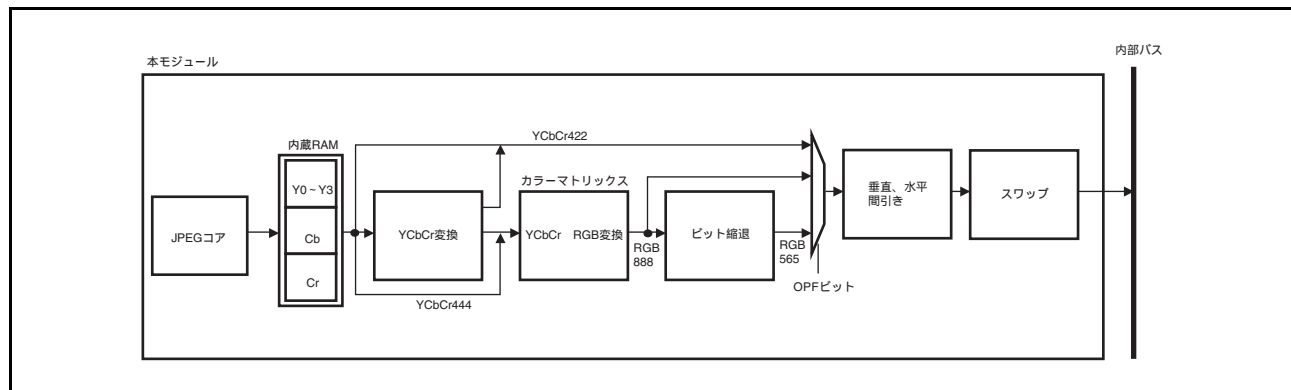 内部バス
本モジュール
YCbCr422
内蔵RAM
カラーマトリックス
Y0~Y3
垂直、水平
間引き
スワップ
JPEGコア
Cb
YCbCr変換
YCbCr RGB変換
ビット縮退
RGB
888
RGB
565
Cr
OPFビット
YCbCr444